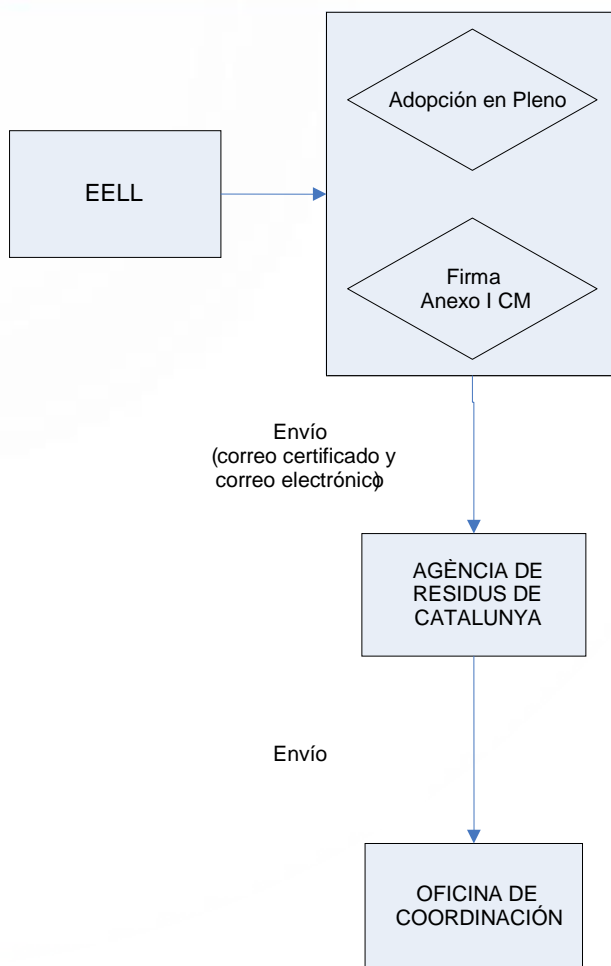 Adopción en Pleno
EELL
Firma
Anexo I CM
Envío
(correo certificado y
correo electrónico)
AGÈNCIA DE
RESIDUS DE
CATALUNYA
Envío
OFICINA DE
COORDINACIÓN